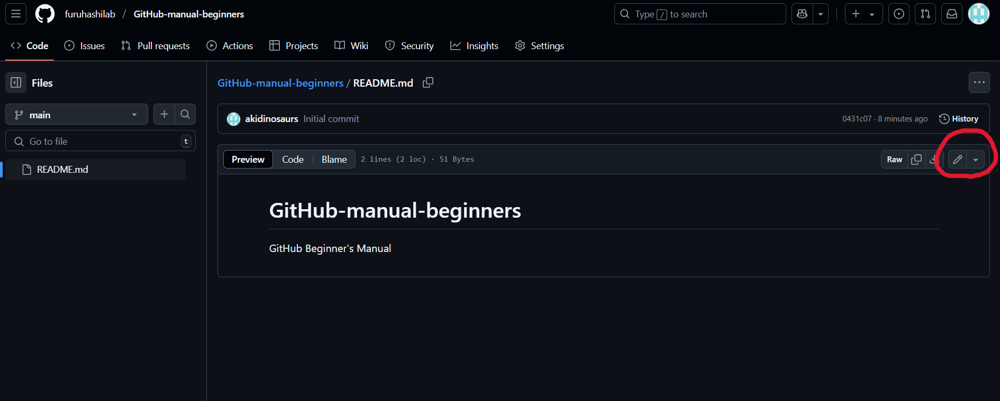 furuhashilab / GitHub-manual-beginners
Type / to search
Code Issues Pull requests Actions Projects Wiki Security Insights Settings
Files
main
Go to file t
README.md
GitHub-manual-beginners / README.md
akidinosaurs Initial commit
0431c07 · 8 minutes ago History
Preview Code Blame 2 lines (2 loc) · 51 Bytes
Raw
GitHub-manual-beginners
GitHub Beginner's Manual